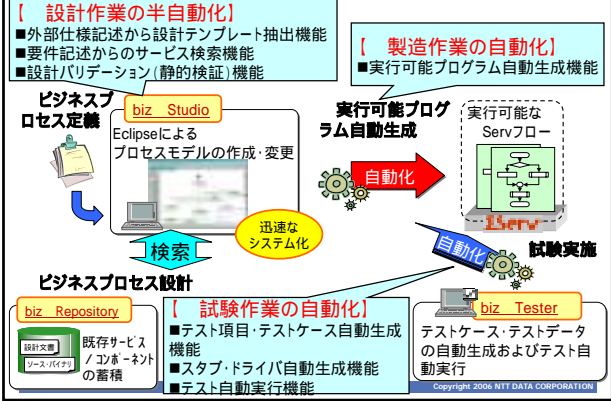 【 設計作業の半自動化】
■外部仕様記述から設計テンプレート抽出機能
■要件記述からのサービス検索機能
■設計バリデーション(静的検証)機能
【 製造作業の自動化】
■実行可能プログラム自動生成機能
ビジネスプ
ロセス定義
biz Studio
Eclipseによる
プロセスモデルの作成・変更
迅速な
システム化
実行可能プログ
ラム自動生成
自動化
実行可能な
Servフロー
iServ
検索
自動化
試験実施
ビジネスプロセス設計
biz Repository
設計文書
ソース・バイナリ
既存サービス
/コンポーネント
の蓄積
【 試験作業の自動化】
■テスト項目・テストケース自動生成
機能
■スタブ・ドライバ自動生成機能
■テスト自動実行機能
biz Tester
テストケース・テストデータ
の自動生成およびテスト自
動実行
Copyright 2006 NTT DATA CORPORATION